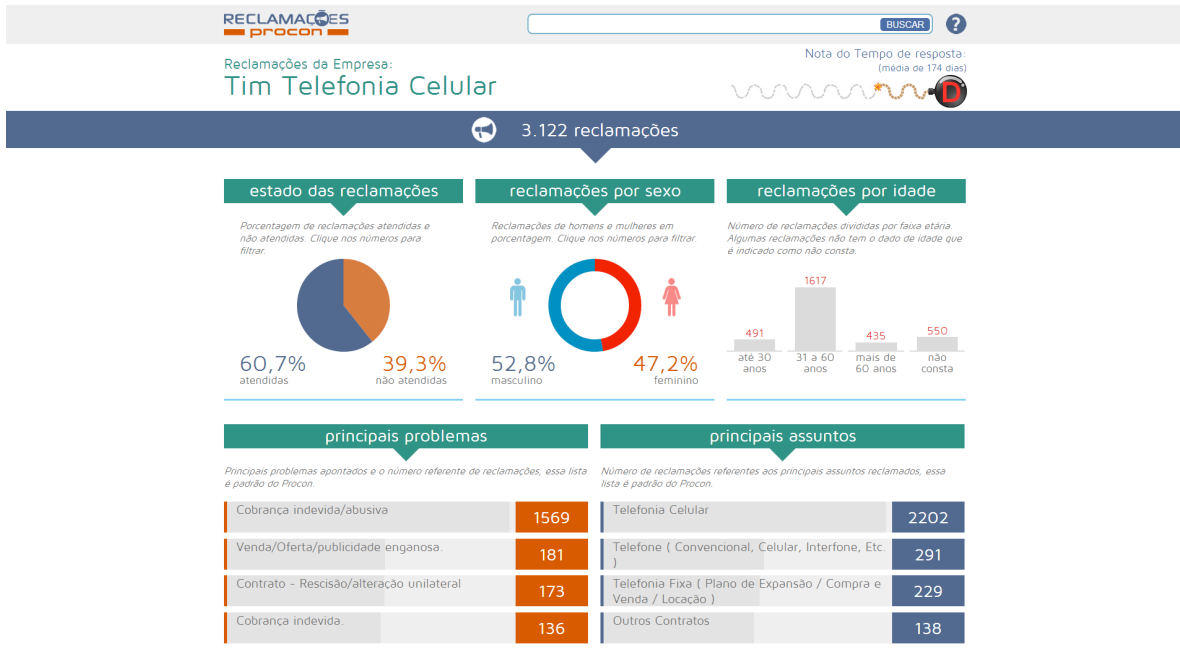 RECLAMAÇÕES
procon
BUSCAR
?
Nota do Tempo de resposta:
(média de 174 dias)
D
Reclamações da Empresa:
Tim Telefonia Celular
3.122 reclamações
estado das reclamações
Porcentagem de reclamações atendidas e
não atendidas. Clique nos números para
filtrar.
60,7%
atendidas
39,3%
não atendidas
reclamações por sexo
Reclamações de homens e mulheres em
porcentagem. Clique nos números para filtrar.
52,8%
masculino
47,2%
feminino
reclamações por idade
Número de reclamações divididas por faixa etária.
Algumas reclamações não tem o dado de idade que
é indicado como não consta.
491
1617
435
550
até 30
anos
31 a 60
anos
mais de
60 anos
não
consta
principais problemas
Principais problemas apontados e o número referente de reclamações, essa lista
é padrão do Procon.
Cobrança indevida/abusiva
1569
Venda/Oferta/publicidade enganosa.
181
Contrato - Rescisão/alteração unilateral
173
Cobrança indevida.
136
principais assuntos
Número de reclamações referentes aos principais assuntos reclamados, essa
lista é padrão do Procon.
Telefonia Celular
2202
Telefone ( Convencional, Celular, Interfone, Etc.
)
291
Telefonia Fixa ( Plano de Expansão / Compra e
Venda / Locação )
229
Outros Contratos
138